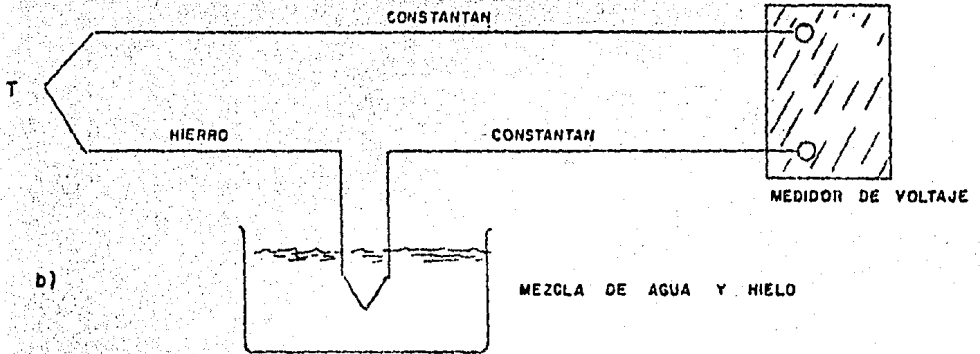 CONSTANTAN
T
HIERRO
CONSTANTAN
MEDIDOR DE VOLTAJE
b)
MEZCLA DE AGUA Y HIELO